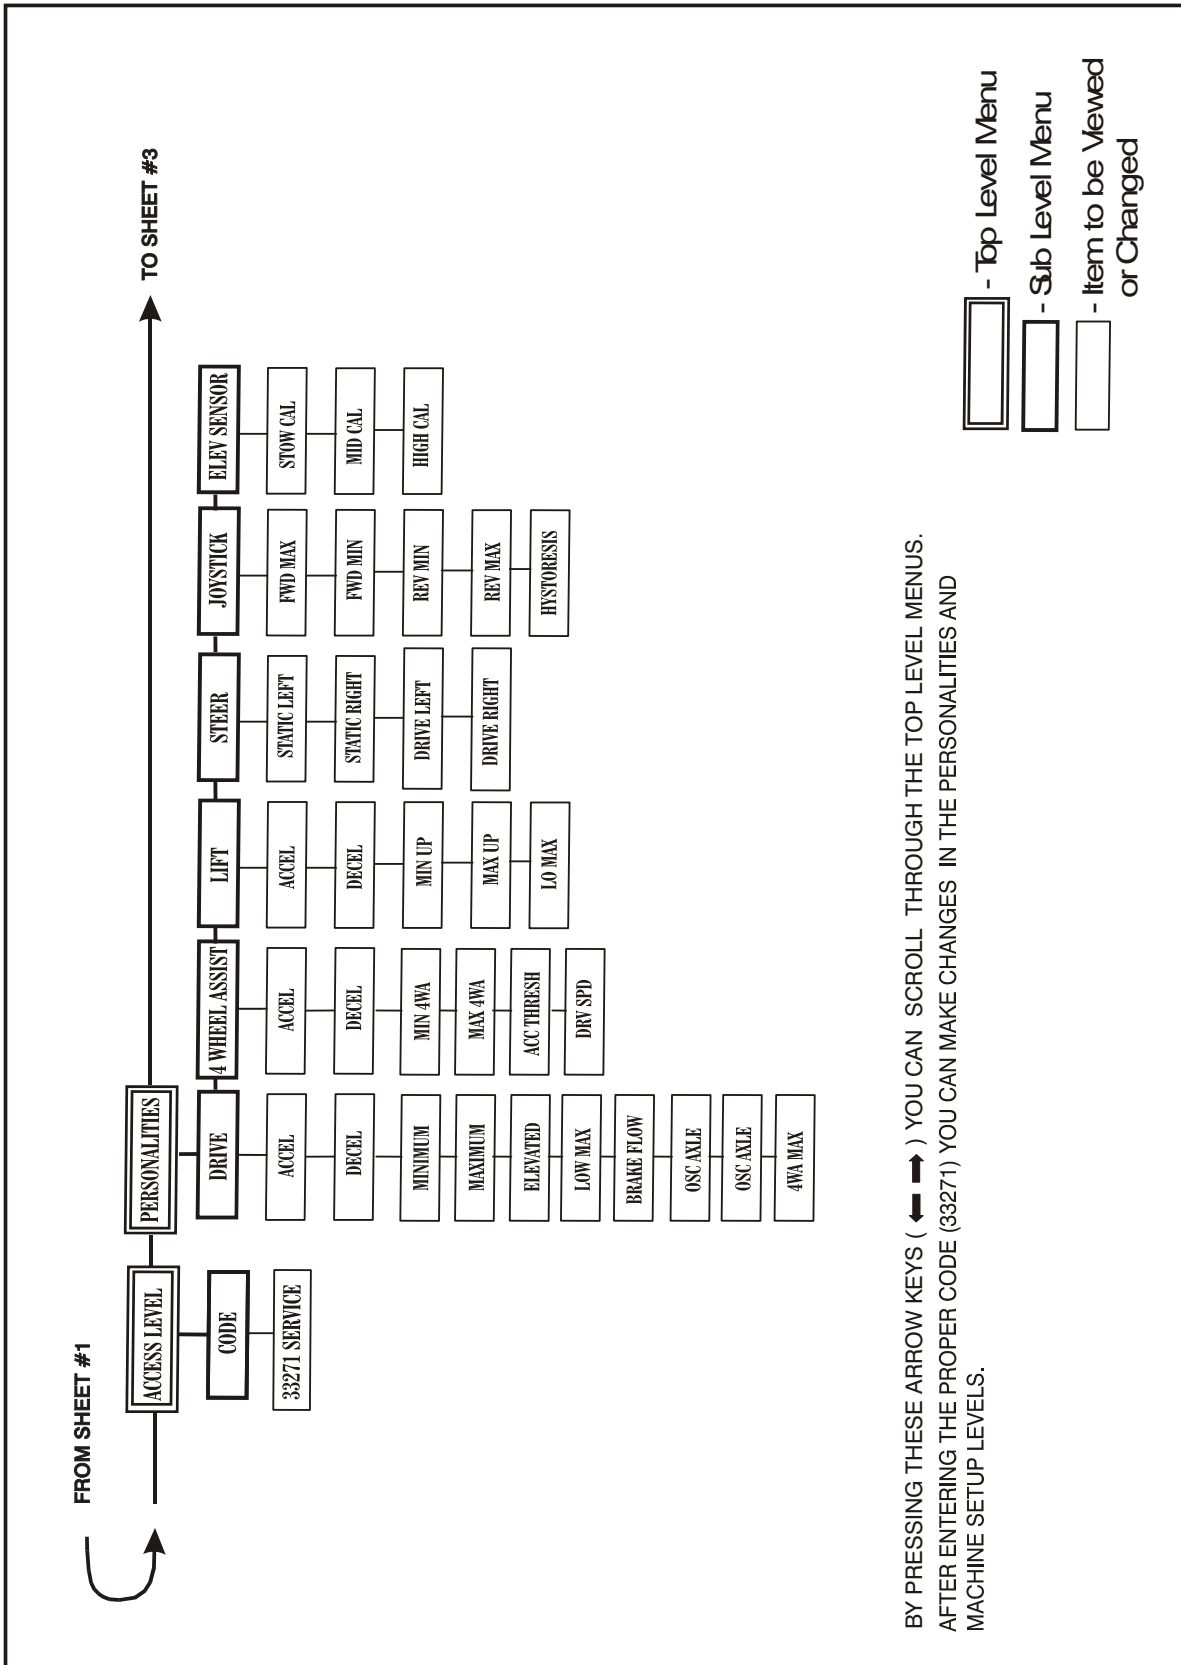 FROM SHEET #1
TO SHEET #3
ACCESS LEVEL
CODE
33271 SERVICE
PERSONALITIES
DRIVE
ACCEL
DECEL
MINIMUM
MAXIMUM
ELEVATED
LOW MAX
BRAKE FLOW
OSC AXLE
OSC AXLE
4WA MAX
4 WHEEL ASSIST
ACCEL
DECEL
MIN 4WA
MAX 4WA
ACC THRESH
DRV SPD
LIFT
ACCEL
DECEL
MIN UP
MAX UP
LO MAX
STEER
STATIC LEFT
STATIC RIGHT
DRIVE LEFT
DRIVE RIGHT
JOYSTICK
FWD MAX
FWD MIN
REV MIN
REV MAX
HYSTORESIS
ELEV SENSOR
STOW CAL
MID CAL
HIGH CAL
BY PRESSING THESE ARROW KEYS ( ⬅ ➡ ) YOU CAN SCROLL THROUGH THE TOP LEVEL MENUS.
AFTER ENTERING THE PROPER CODE (33271) YOU CAN MAKE CHANGES IN THE PERSONALITIES AND
MACHINE SETUP LEVELS.
- Top Level Menu
- Sub Level Menu
- Item to be Viewed
or Changed